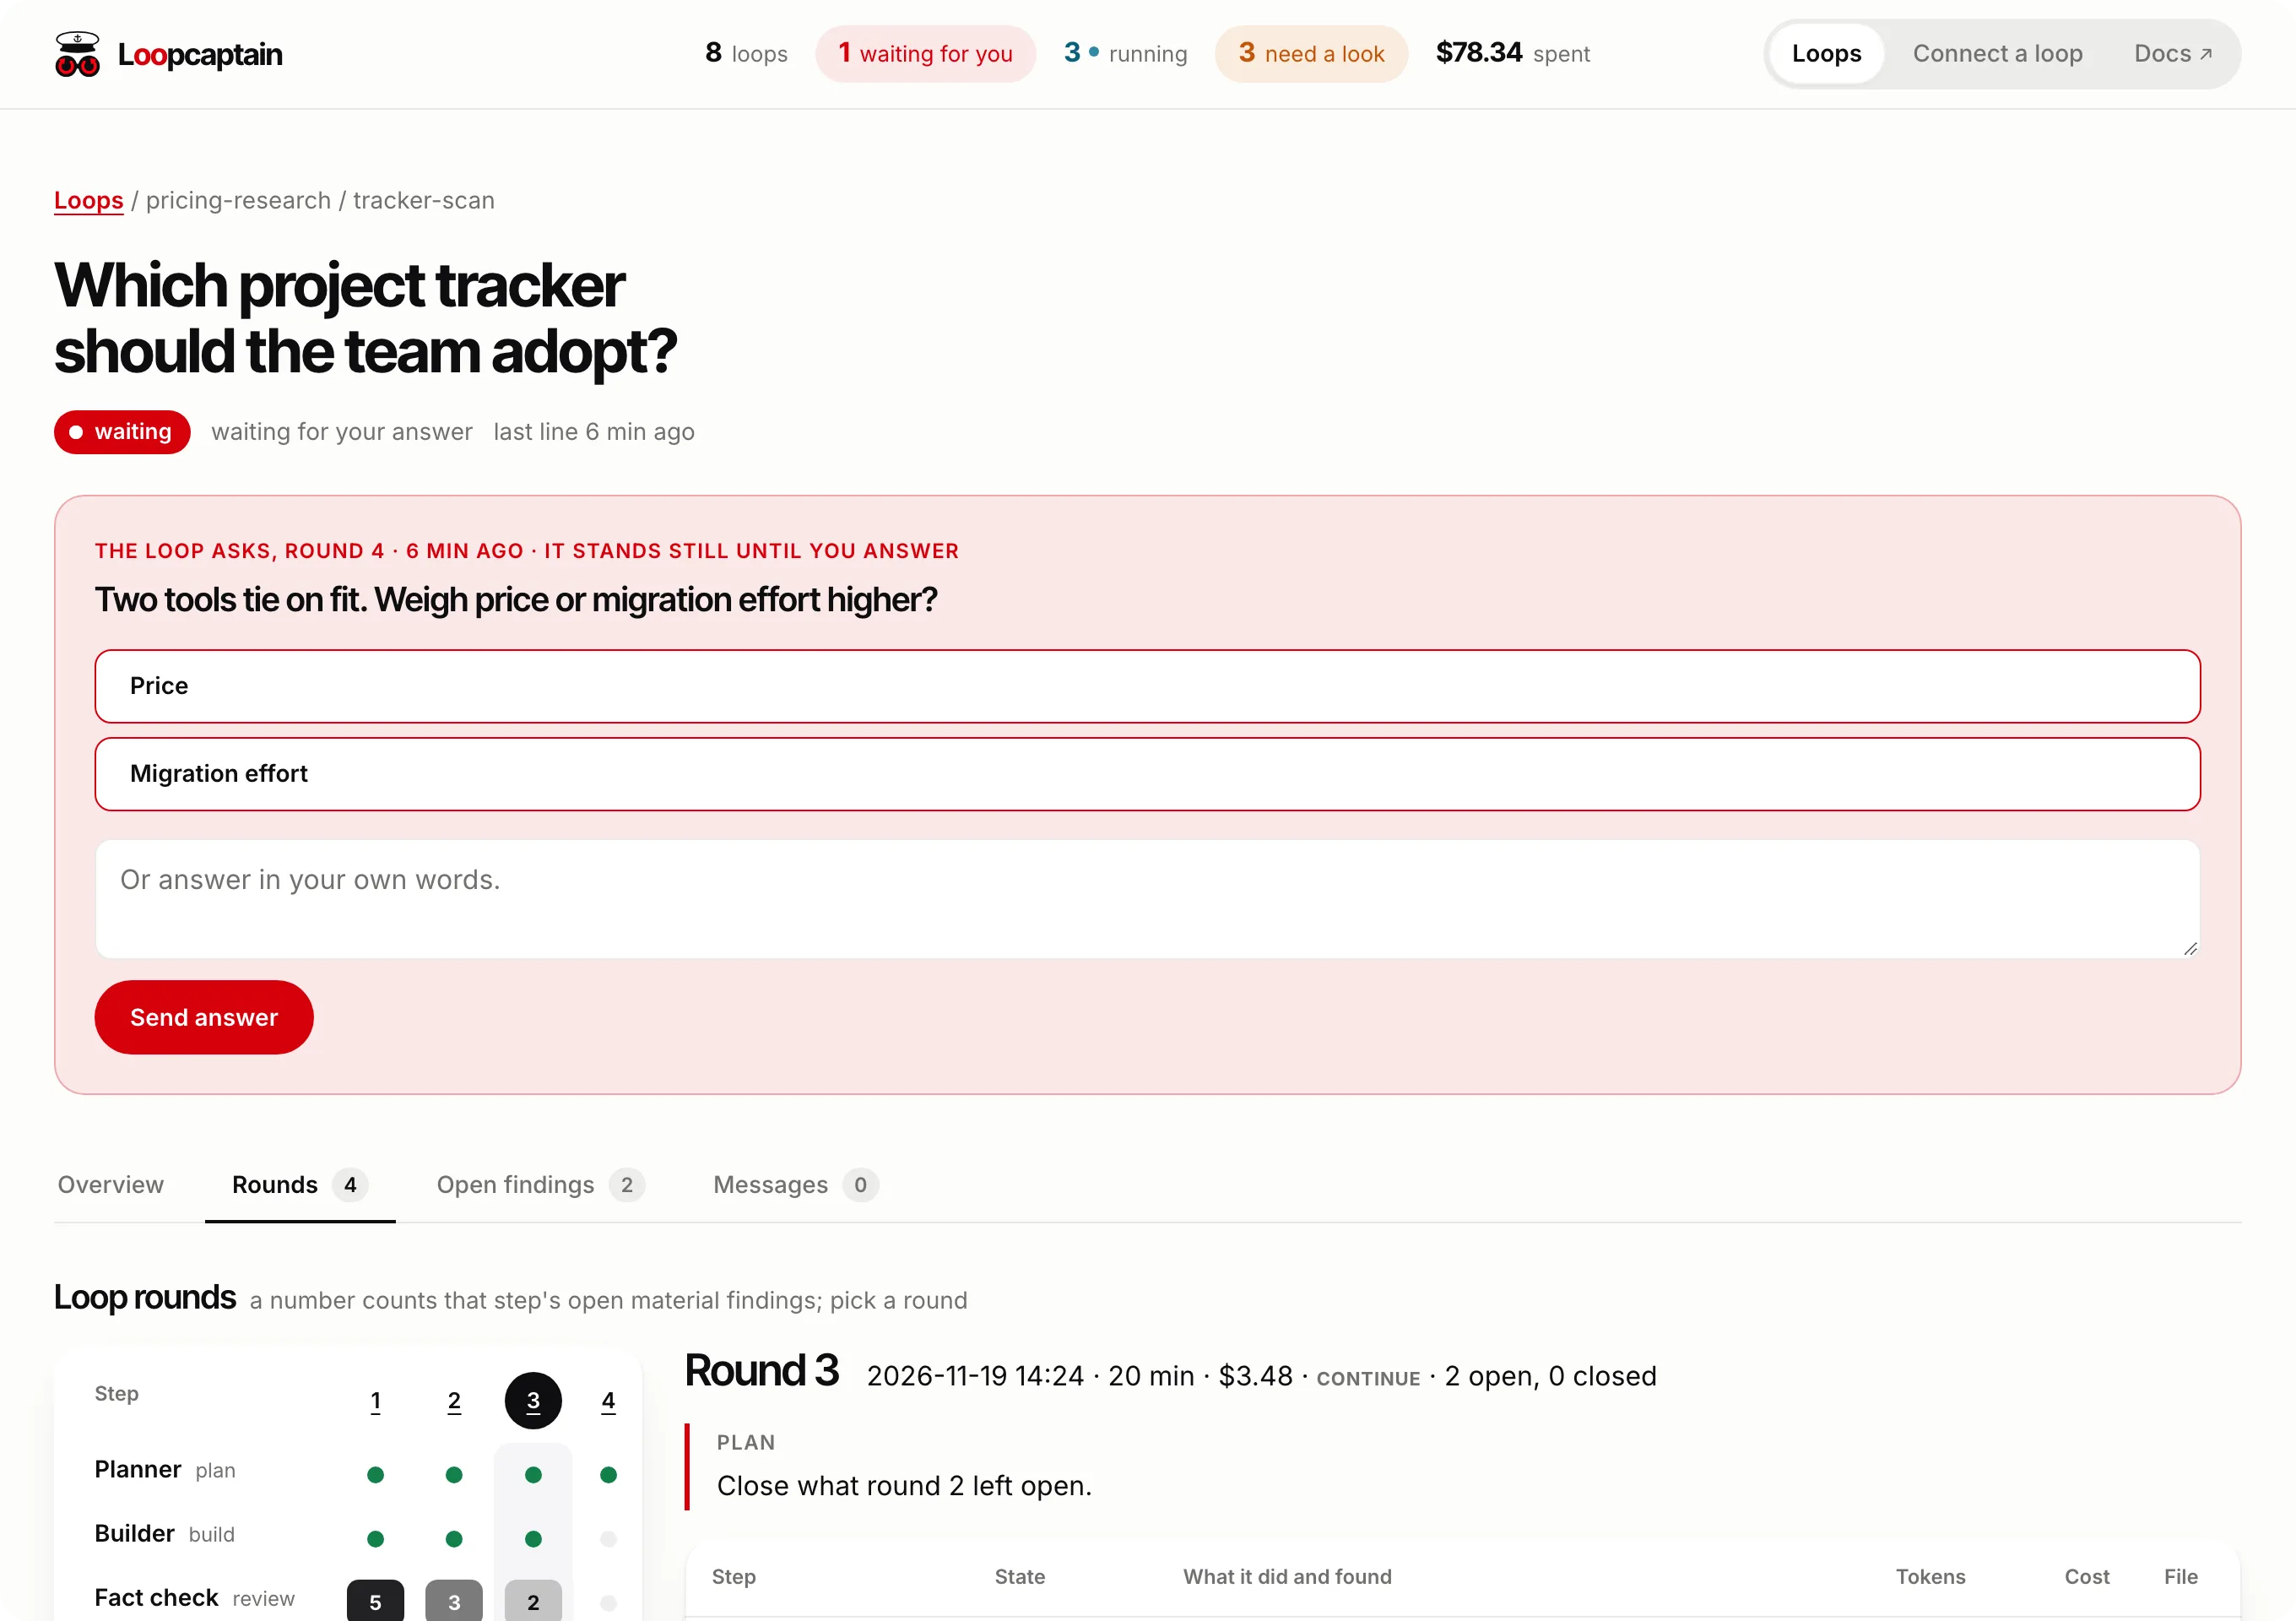 Loopcaptain
8 loops
1 waiting for you
3 running
3 need a look
$78.34 spent
Loops
Connect a loop
Docs ↗
Loops / pricing-research / tracker-scan
Which project tracker
should the team adopt?
waiting
waiting for your answer
last line 6 min ago
THE LOOP ASKS, ROUND 4 · 6 MIN AGO · IT STANDS STILL UNTIL YOU ANSWER
Two tools tie on fit. Weigh price or migration effort higher?
Price
Migration effort
Or answer in your own words.
Send answer
Overview
Rounds 4
Open findings 2
Messages 0
Loop rounds a number counts that step's open material findings; pick a round
Step 1 2 3 4
Planner plan
Builder build
Fact check review 5 3 2
Round 3 2026-11-19 14:24 · 20 min · $3.48 · CONTINUE · 2 open, 0 closed
PLAN
Close what round 2 left open.
Step State What it did and found Tokens Cost File